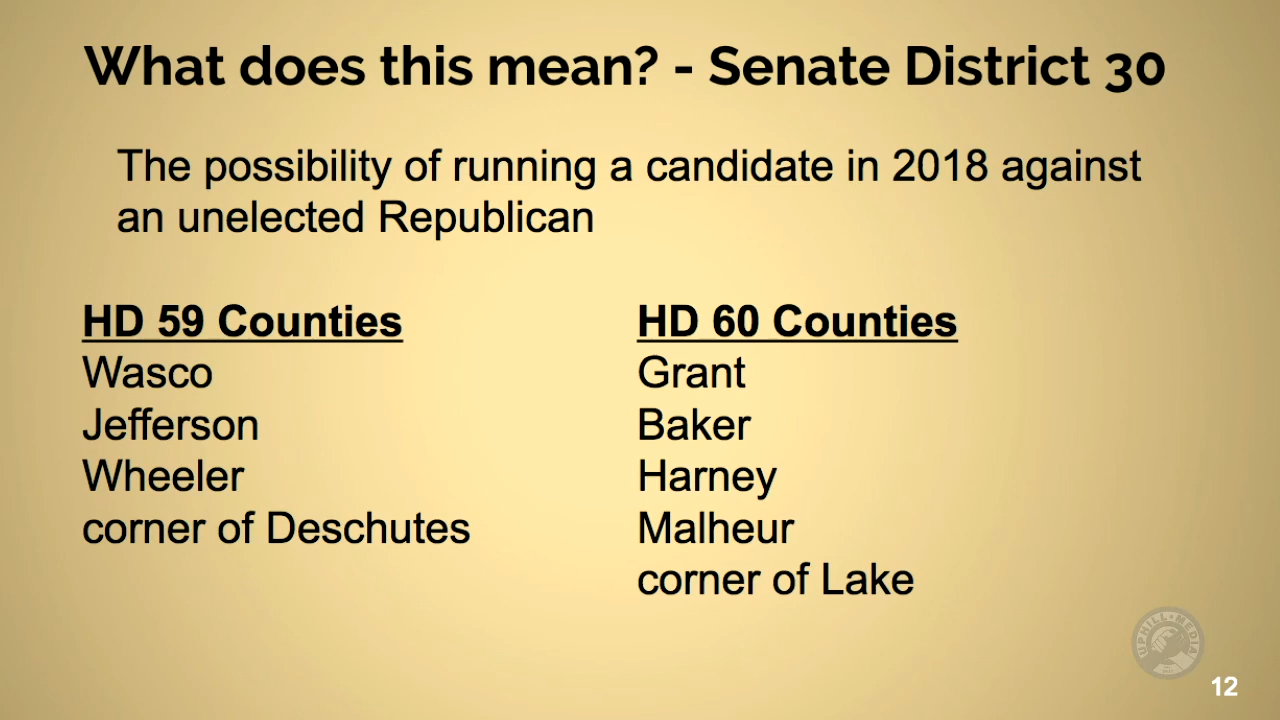 What does this mean? - Senate District 30
The possibility of running a candidate in 2018 against
an unelected Republican
HD 59 Counties
Wasco
Jefferson
Wheeler
corner of Deschutes
HD 60 Counties
Grant
Baker
Harney
Malheur
corner of Lake
UPHILL MEDIA
12